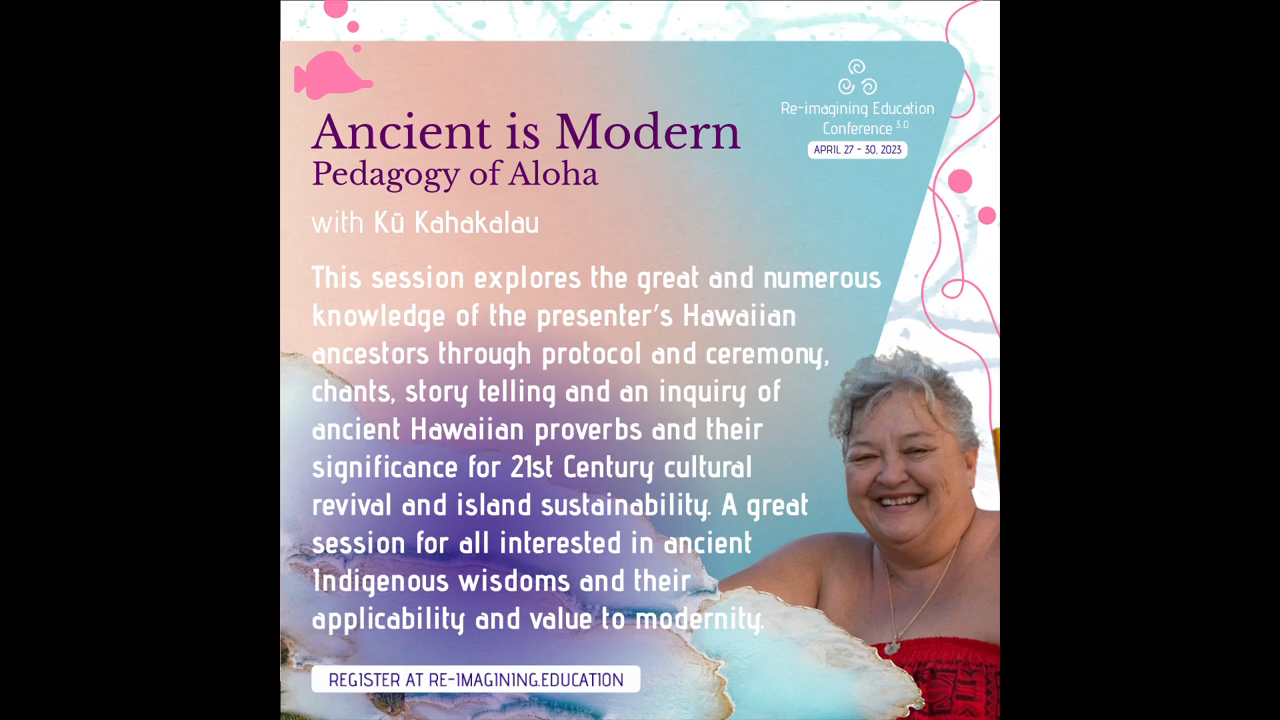 Re-imagining Education
Conference 3.0
APRIL 27 - 30, 2023
Ancient is Modern
Pedagogy of Aloha
with Kū Kahakalau
This session explores the great and numerous
knowledge of the presenter's Hawaiian
ancestors through protocol and ceremony,
chants, story telling and an inquiry of
ancient Hawaiian proverbs and their
significance for 21st Century cultural
revival and island sustainability. A great
session for all interested in ancient
Indigenous wisdoms and their
applicability and value to modernity.
REGISTER AT RE-IMAGINING.EDUCATION